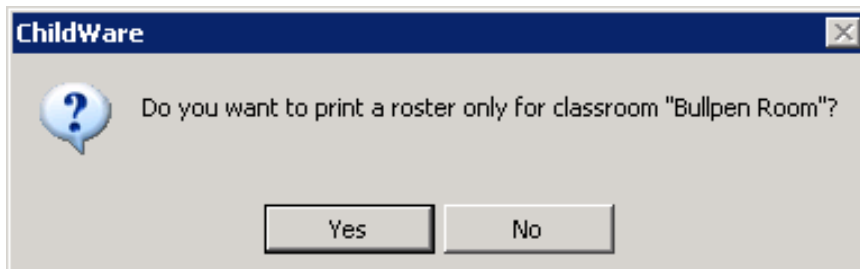 ChildWare
Do you want to print a roster only for classroom "Bullpen Room"?
Yes
No